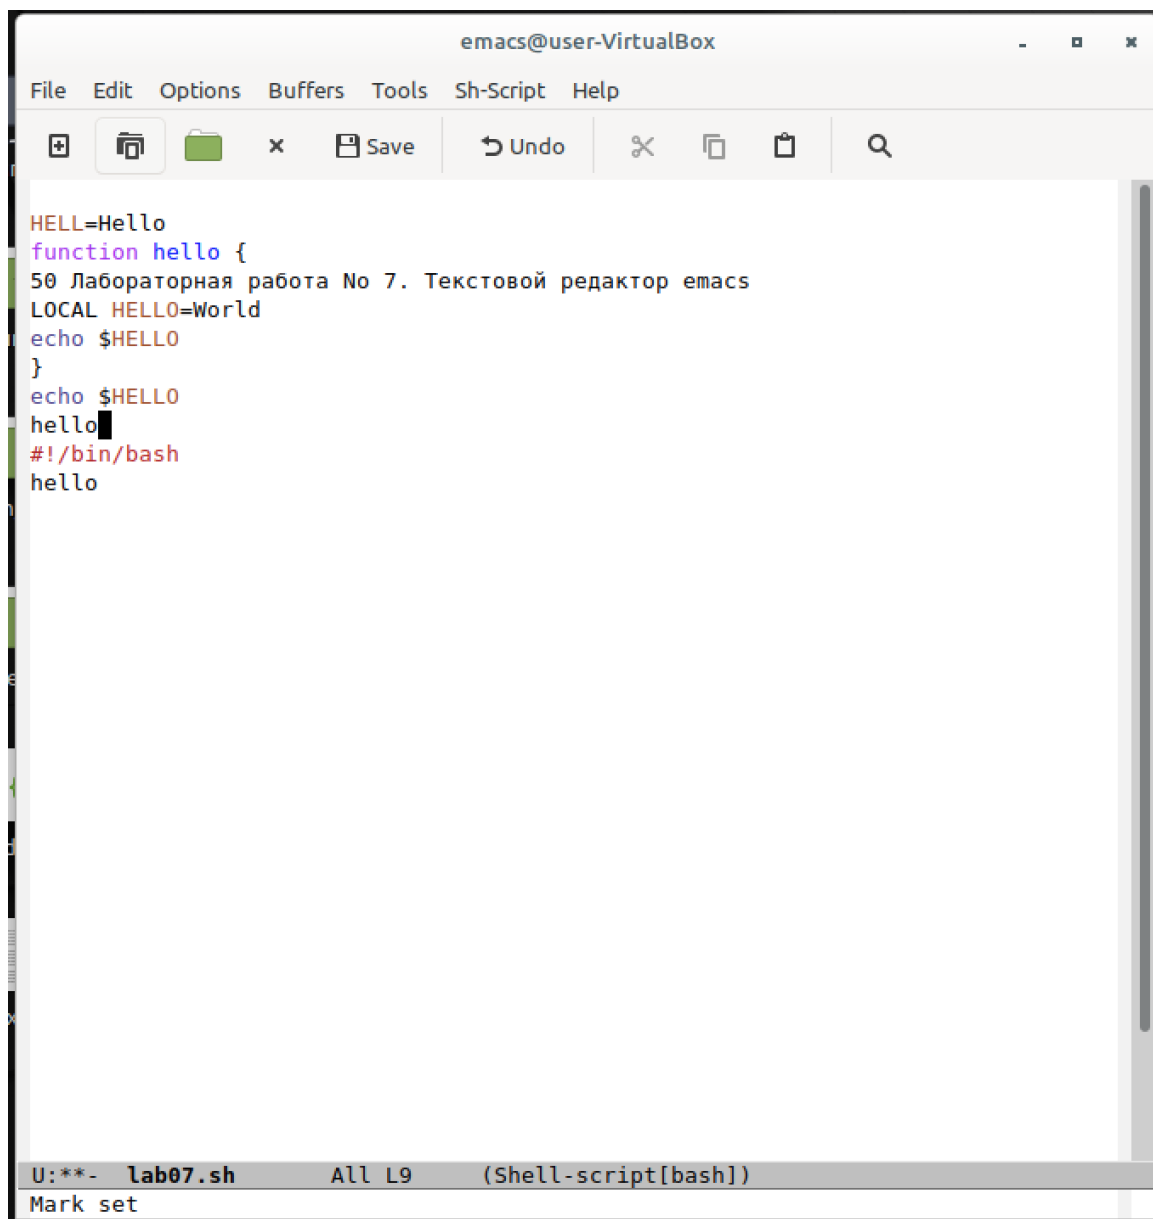 emacs@user-VirtualBox
File Edit Options Buffers Tools Sh-Script Help
Save Undo
HELL=Hello
function hello {
50 Лабораторная работа No 7. Текстовой редактор emacs
LOCAL HELLO=World
echo $HELLO
}
echo $HELLO
hello
#!/bin/bash
hello
U:**- lab07.sh All L9 (Shell-script[bash])
Mark set